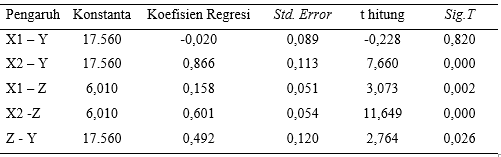 Pengaruh Konstanta Koefisien Regresi Std. Error t hitung Sig.T
X1 – Y 17.560 -0,020 0,089 -0,228 0,820
X2 – Y 17.560 0,866 0,113 7,660 0,000
X1 – Z 6,010 0,158 0,051 3,073 0,002
X2 -Z 6,010 0,601 0,054 11,649 0,000
Z - Y 17.560 0,492 0,120 2,764 0,026